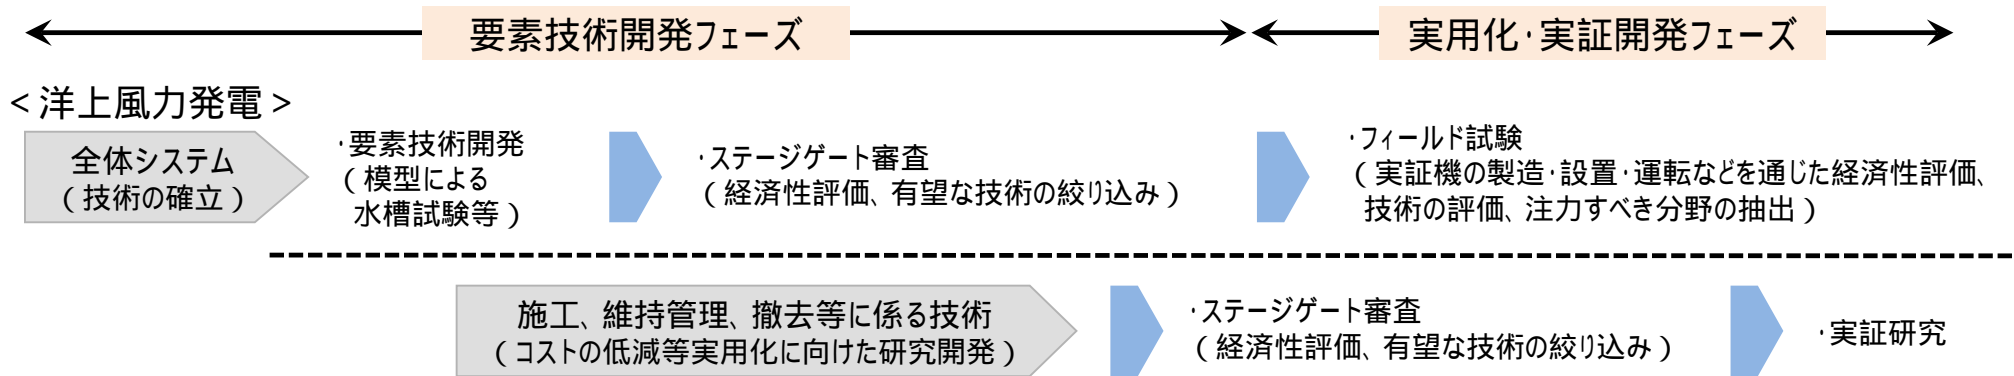 要素技術開発フェーズ
実用化・実証開発フェーズ
<洋上風力発電>
全体システム
(技術の確立)
・要素技術開発
(模型による
水槽試験等)
・ステージゲート審査
(経済性評価、有望な技術の絞り込み)
・フィールド試験
(実証機の製造・設置・運転などを通じた経済性評価、
技術の評価、注力すべき分野の抽出)
施工、維持管理、撤去等に係る技術
(コストの低減等実用化に向けた研究開発)
・ステージゲート審査
(経済性評価、有望な技術の絞り込み)
・実証研究